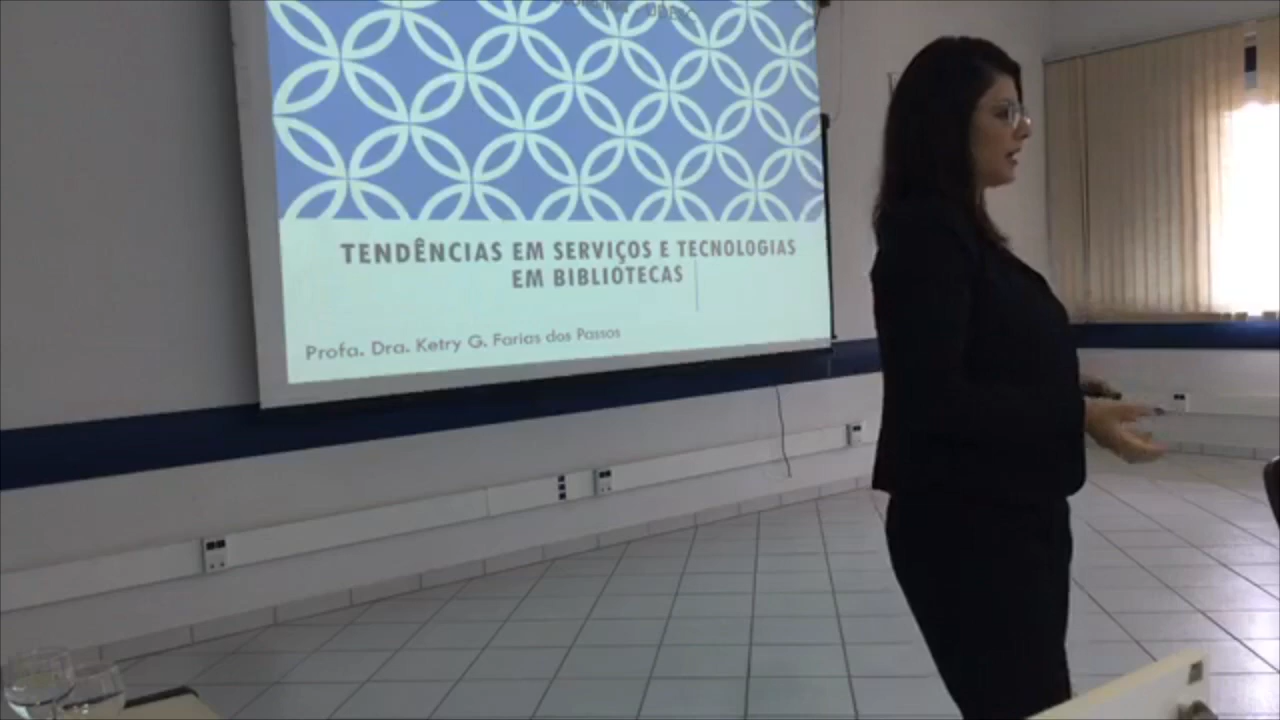 TENDÊNCIAS EM SERVIÇOS E TECNOLOGIAS
EM BIBLIOTECAS
Profa. Dra. Ketry G. Farias dos Passos